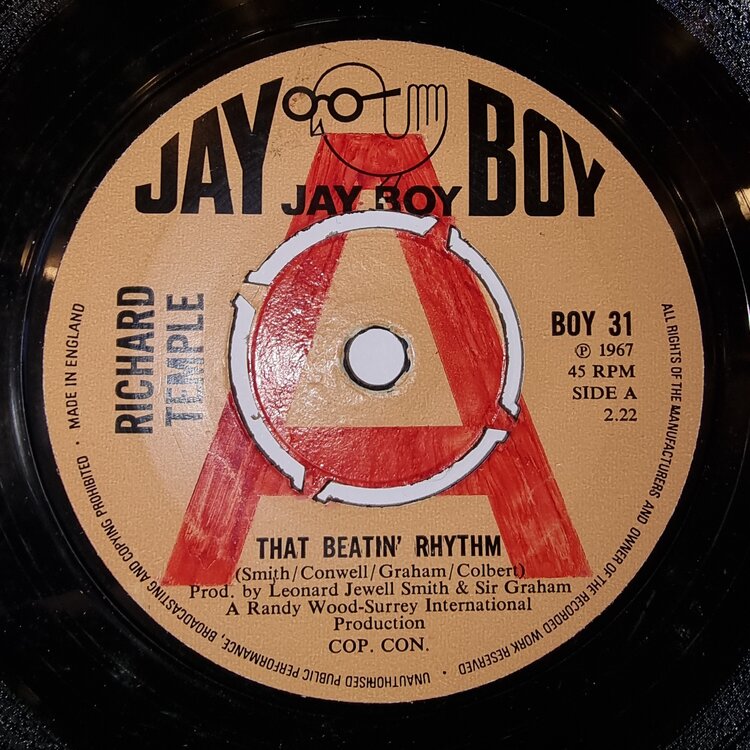 JAY BOY
JAY BOY
RICHARD
TEMPLE
BOY 31
℗ 1967
45 RPM
SIDE A
2.22
A
THAT BEATIN' RHYTHM
(Smith/Conwell/Graham/Colbert)
Prod. by Leonard Jewell Smith & Sir Graham
A Randy Wood-Surrey International
Production
COP. CON.
ALL RIGHTS OF THE MANUFACTURERS AND OWNER OF THE RECORDED WORK RESERVED · UNAUTHORISED PUBLIC PERFORMANCE, BROADCASTING AND COPYING PROHIBITED · MADE IN ENGLAND